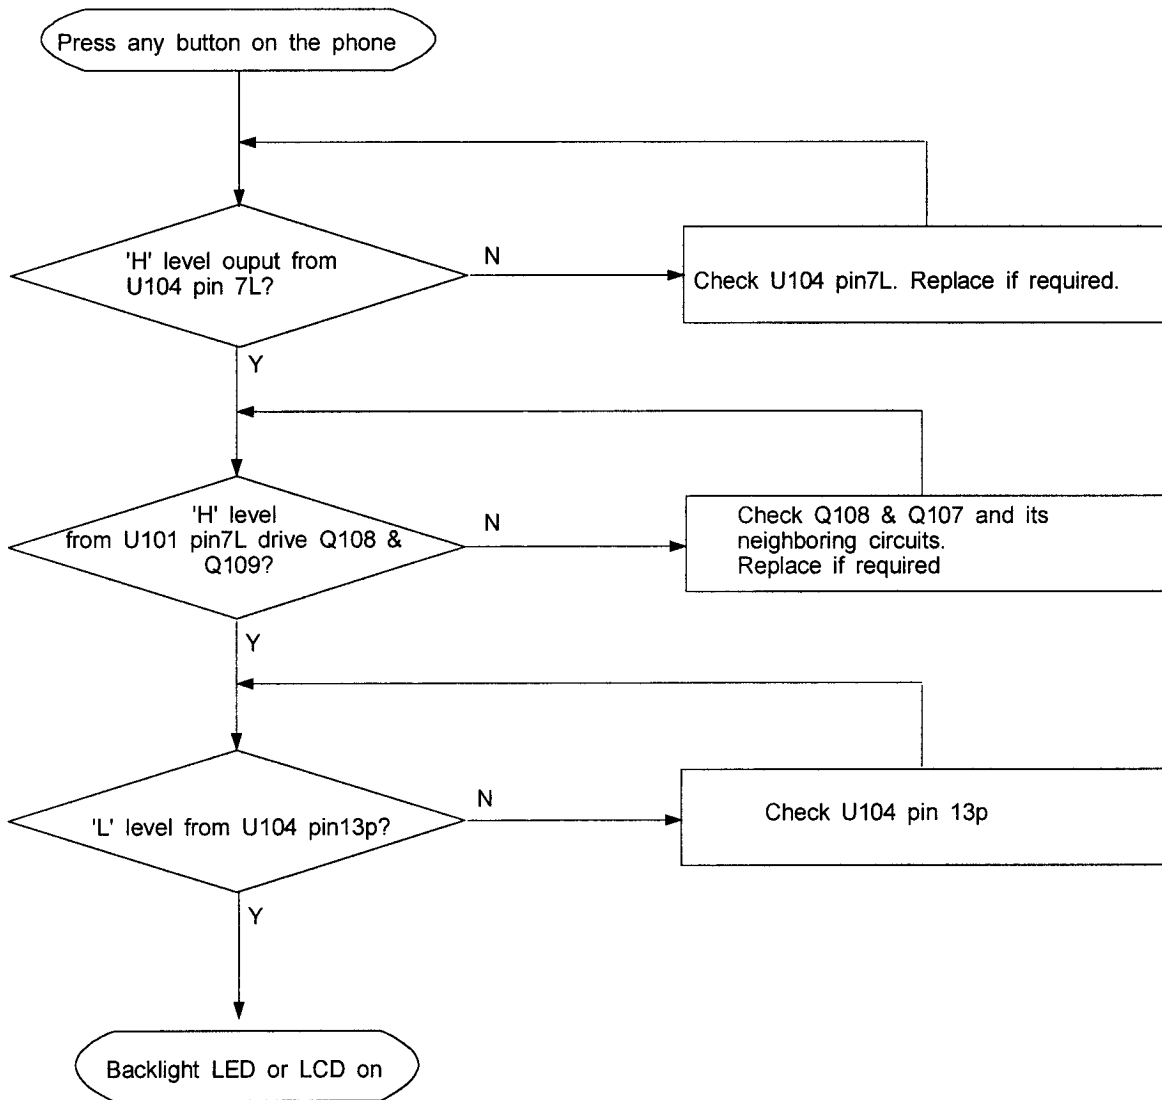 Press any button on the phone
'H' level ouput from
U104 pin 7L?
N
Check U104 pin7L. Replace if required.
Y
'H' level
from U101 pin7L drive Q108 &
Q109?
N
Check Q108 & Q107 and its
neighboring circuits.
Replace if required
Y
'L' level from U104 pin13p?
N
Check U104 pin 13p
Y
Backlight LED or LCD on